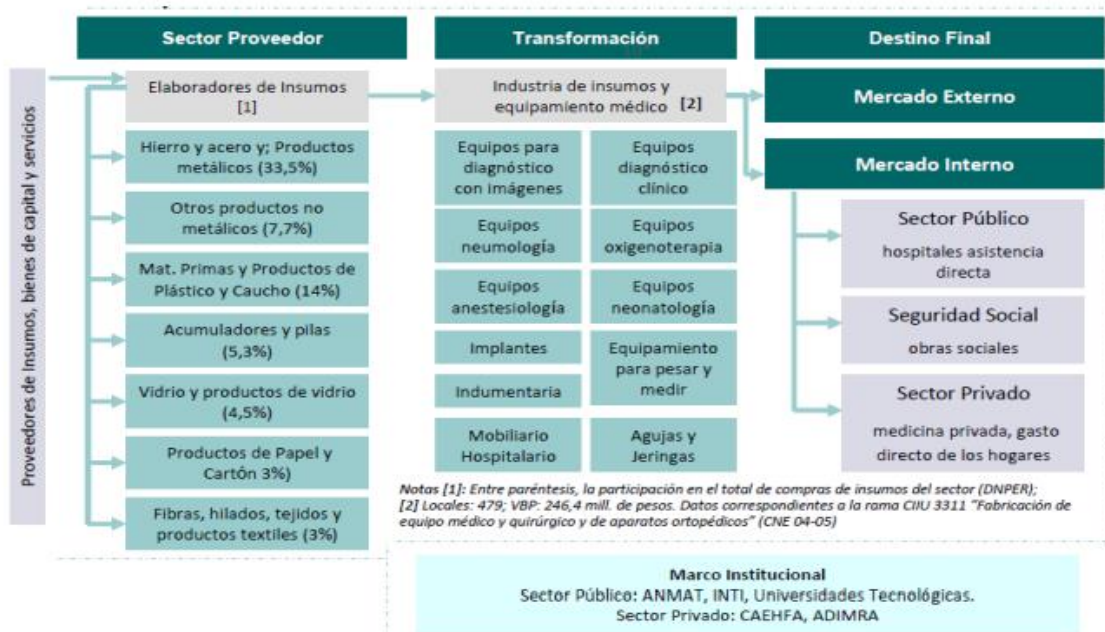 Sector Proveedor
Transformación
Destino Final
Proveedores de Insumos, bienes de capital y servicios
Elaboradores de Insumos
[1]
Hierro y acero y; Productos
metálicos (33,5%)
Otros productos no
metálicos (7,7%)
Mat. Primas y Productos de
Plástico y Caucho (14%)
Acumuladores y pilas
(5,3%)
Vidrio y productos de vidrio
(4,5%)
Productos de Papel y
Cartón 3%)
Fibras, hilados, tejidos y
productos textiles (3%)
Industria de insumos y
equipamiento médico [2]
Equipos para
diagnóstico
con imágenes
Equipos
diagnóstico
clínico
Equipos
neumología
Equipos
oxigenoterapia
Equipos
anestesiología
Equipos
neonatología
Implantes
Equipamiento
para pesar y
medir
Indumentaria
Mobiliario
Hospitalario
Agujas y
Jeringas
Mercado Externo
Mercado Interno
Sector Público
hospitales asistencia
directa
Seguridad Social
obras sociales
Sector Privado
medicina privada, gasto
directo de los hogares
Notas [1]: Entre paréntesis, la participación en el total de compras de insumos del sector (DNPER);
[2] Locales: 479; VBP: 246,4 mill. de pesos. Datos correspondientes a la rama CIIU 3311 "Fabricación de
equipo médico y quirúrgico y de aparatos ortopédicos" (CNE 04-05)
Marco Institucional
Sector Público: ANMAT, INTI, Universidades Tecnológicas.
Sector Privado: CAEHFA, ADIMRA